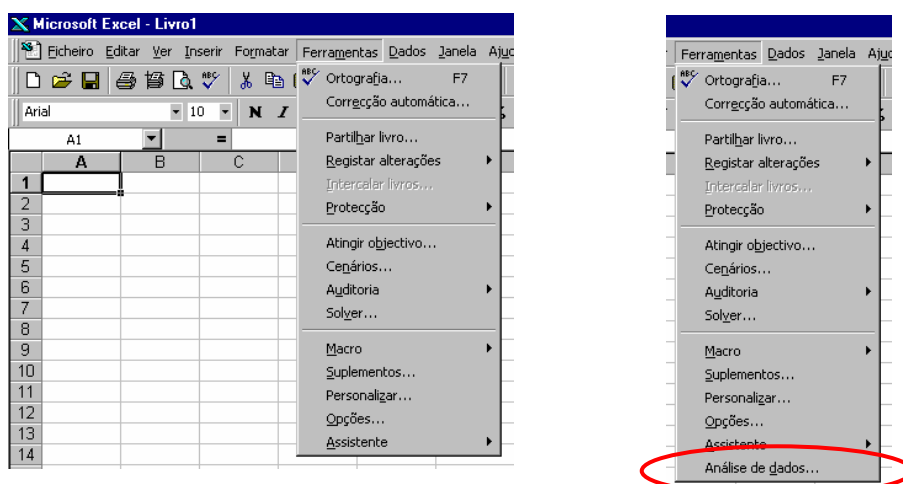 Microsoft Excel - Livro1
Ficheiro Editar Ver Inserir Formatar Ferramentas Dados Janela
Arial 10 N I
A1 =
A B C
1
2
3
4
5
6
7
8
9
10
11
12
13
14
Ortografia... F7
Correcção automática...
Partilhar livro...
Registar alterações
Intercalar livros...
Protecção
Atingir objectivo...
Cenários...
Auditoria
Solver...
Macro
Suplementos...
Personalizar...
Opções...
Assistente
Ferramentas Dados Janela
Ortografia... F7
Correcção automática...
Partilhar livro...
Registar alterações
Intercalar livros...
Protecção
Atingir objectivo...
Cenários...
Auditoria
Solver...
Macro
Suplementos...
Personalizar...
Opções...
Assistente
Análise de dados...